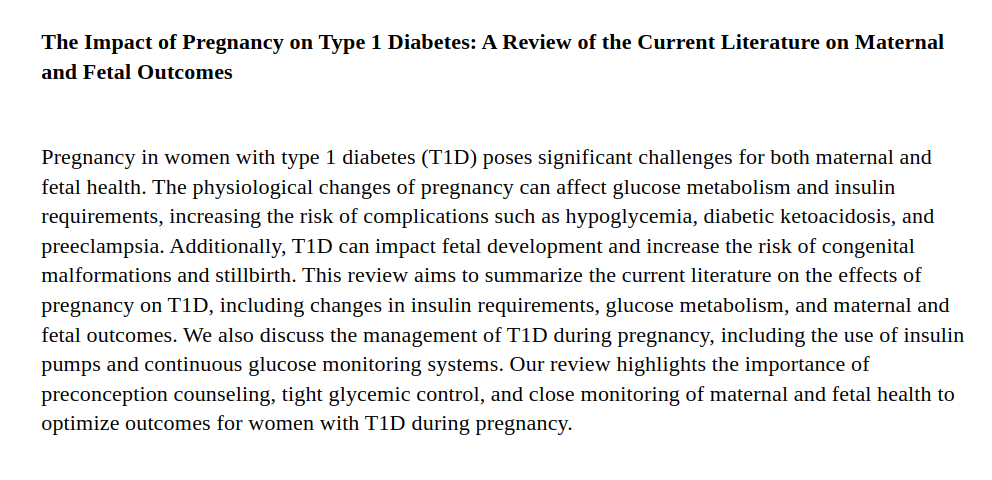 The Impact of Pregnancy on Type 1 Diabetes: A Review of the Current Literature on Maternal
and Fetal Outcomes
Pregnancy in women with type 1 diabetes (T1D) poses significant challenges for both maternal and
fetal health. The physiological changes of pregnancy can affect glucose metabolism and insulin
requirements, increasing the risk of complications such as hypoglycemia, diabetic ketoacidosis, and
preeclampsia. Additionally, T1D can impact fetal development and increase the risk of congenital
malformations and stillbirth. This review aims to summarize the current literature on the effects of
pregnancy on T1D, including changes in insulin requirements, glucose metabolism, and maternal and
fetal outcomes. We also discuss the management of T1D during pregnancy, including the use of insulin
pumps and continuous glucose monitoring systems. Our review highlights the importance of
preconception counseling, tight glycemic control, and close monitoring of maternal and fetal health to
optimize outcomes for women with T1D during pregnancy.